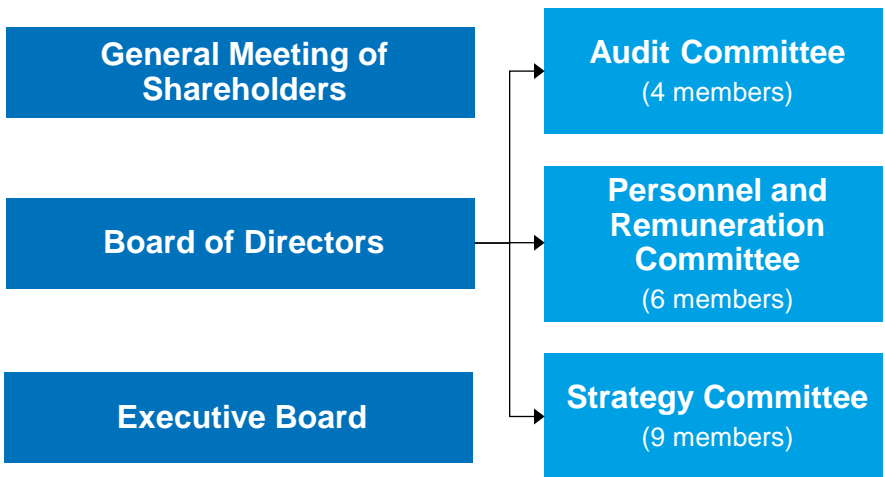 General Meeting of
Shareholders
Board of Directors
Executive Board
Audit Committee
(4 members)
Personnel and
Remuneration
Committee
(6 members)
Strategy Committee
(9 members)